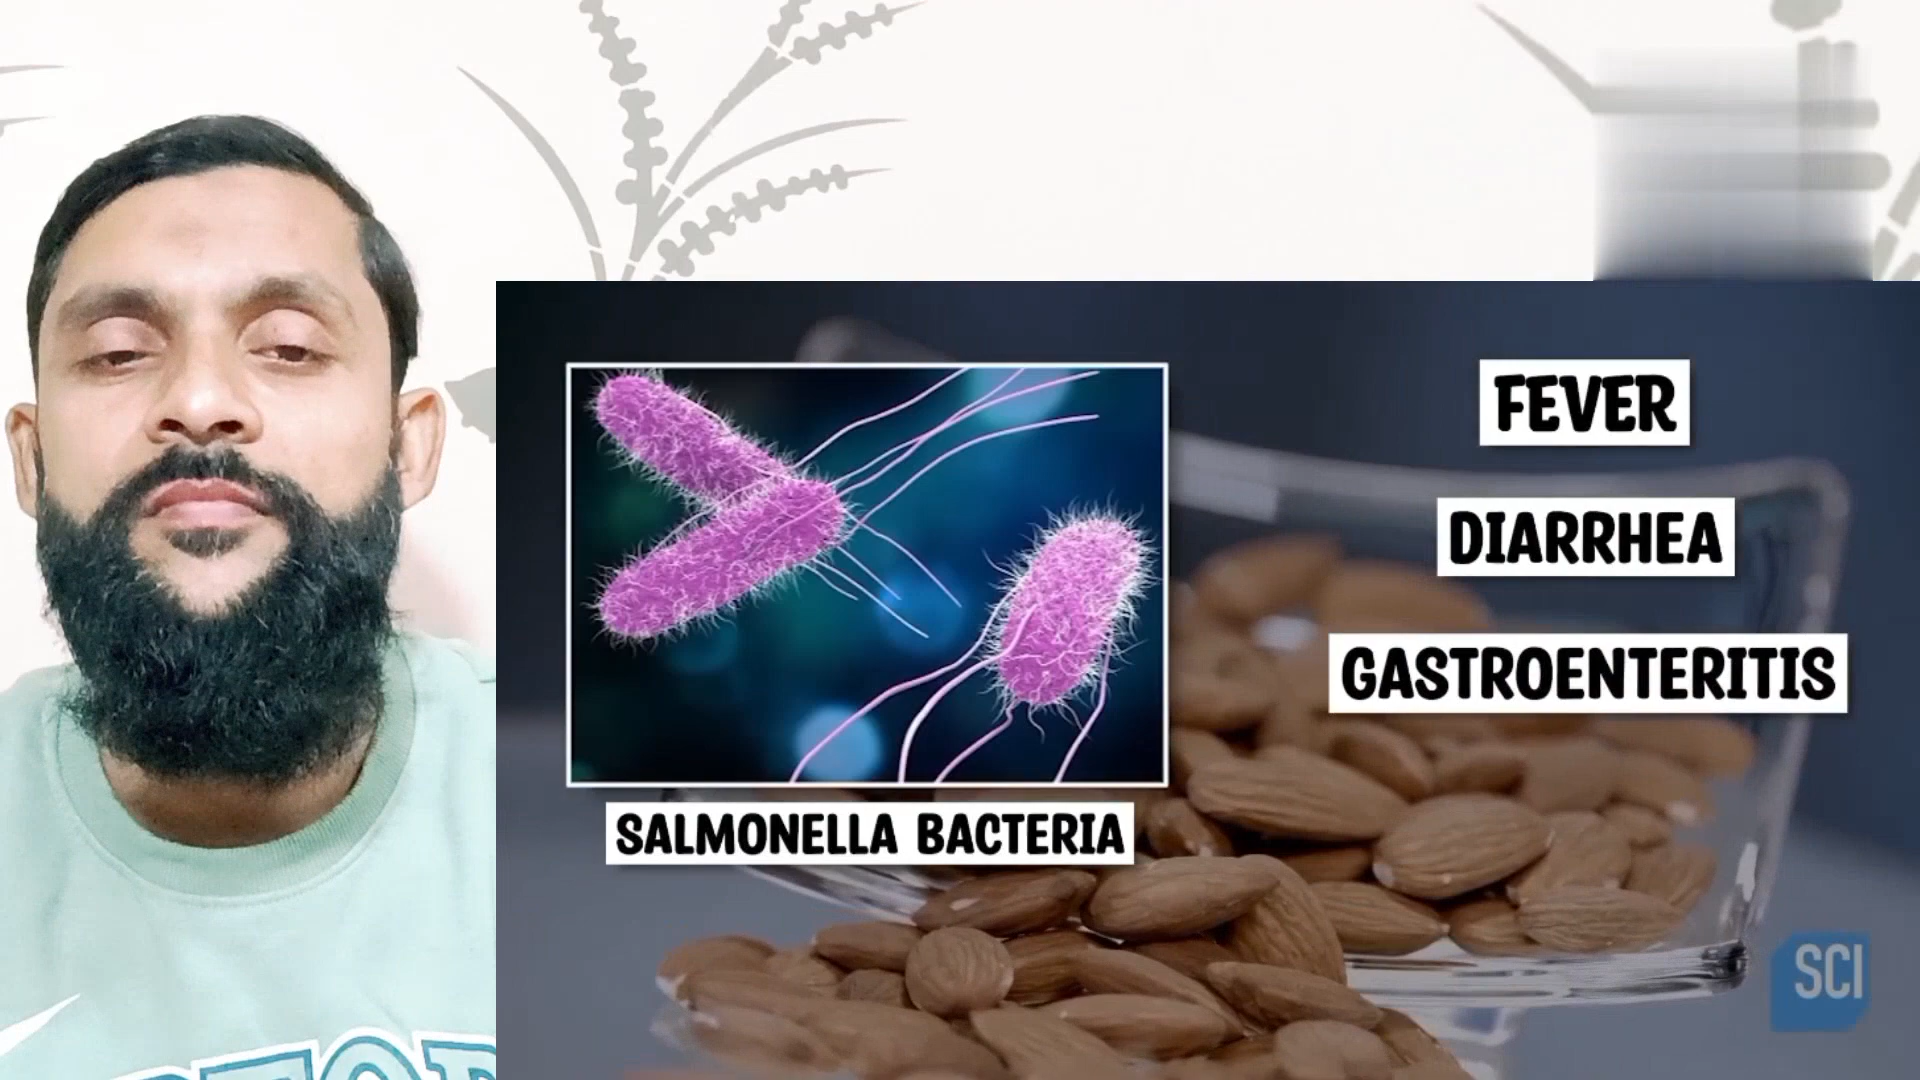 FEVER
DIARRHEA
GASTROENTERITIS
SALMONELLA BACTERIA
SCI